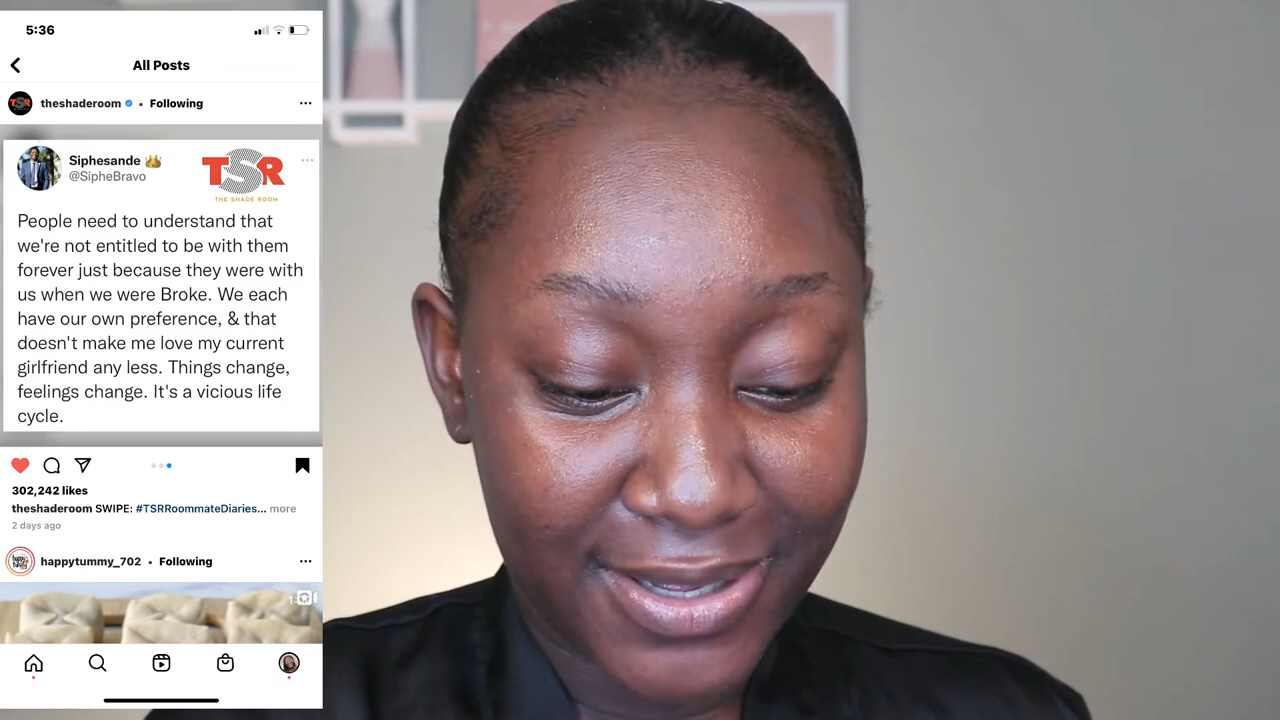 5:36
All Posts
theshaderoom • Following
Siphesande
@SipheBravo
TSR
THE SHADE ROOM
People need to understand that
we're not entitled to be with them
forever just because they were with
us when we were Broke. We each
have our own preference, & that
doesn't make me love my current
girlfriend any less. Things change,
feelings change. It's a vicious life
cycle.
302,242 likes
theshaderoom SWIPE: #TSRRoommateDiaries... more
2 days ago
happytummy_702 • Following